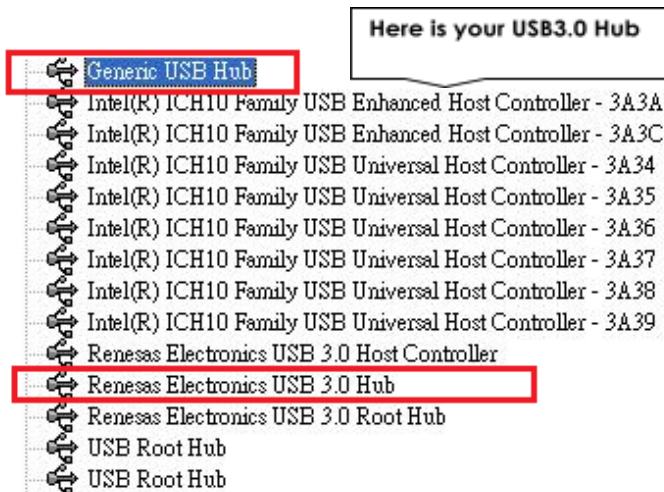 Here is your USB3.0 Hub
Generic USB Hub
Intel(R) ICH10 Family USB Enhanced Host Controller - 3A3A
Intel(R) ICH10 Family USB Enhanced Host Controller - 3A3C
Intel(R) ICH10 Family USB Universal Host Controller - 3A34
Intel(R) ICH10 Family USB Universal Host Controller - 3A35
Intel(R) ICH10 Family USB Universal Host Controller - 3A36
Intel(R) ICH10 Family USB Universal Host Controller - 3A37
Intel(R) ICH10 Family USB Universal Host Controller - 3A38
Intel(R) ICH10 Family USB Universal Host Controller - 3A39
Renesas Electronics USB 3.0 Host Controller
Renesas Electronics USB 3.0 Hub
Renesas Electronics USB 3.0 Root Hub
USB Root Hub
USB Root Hub